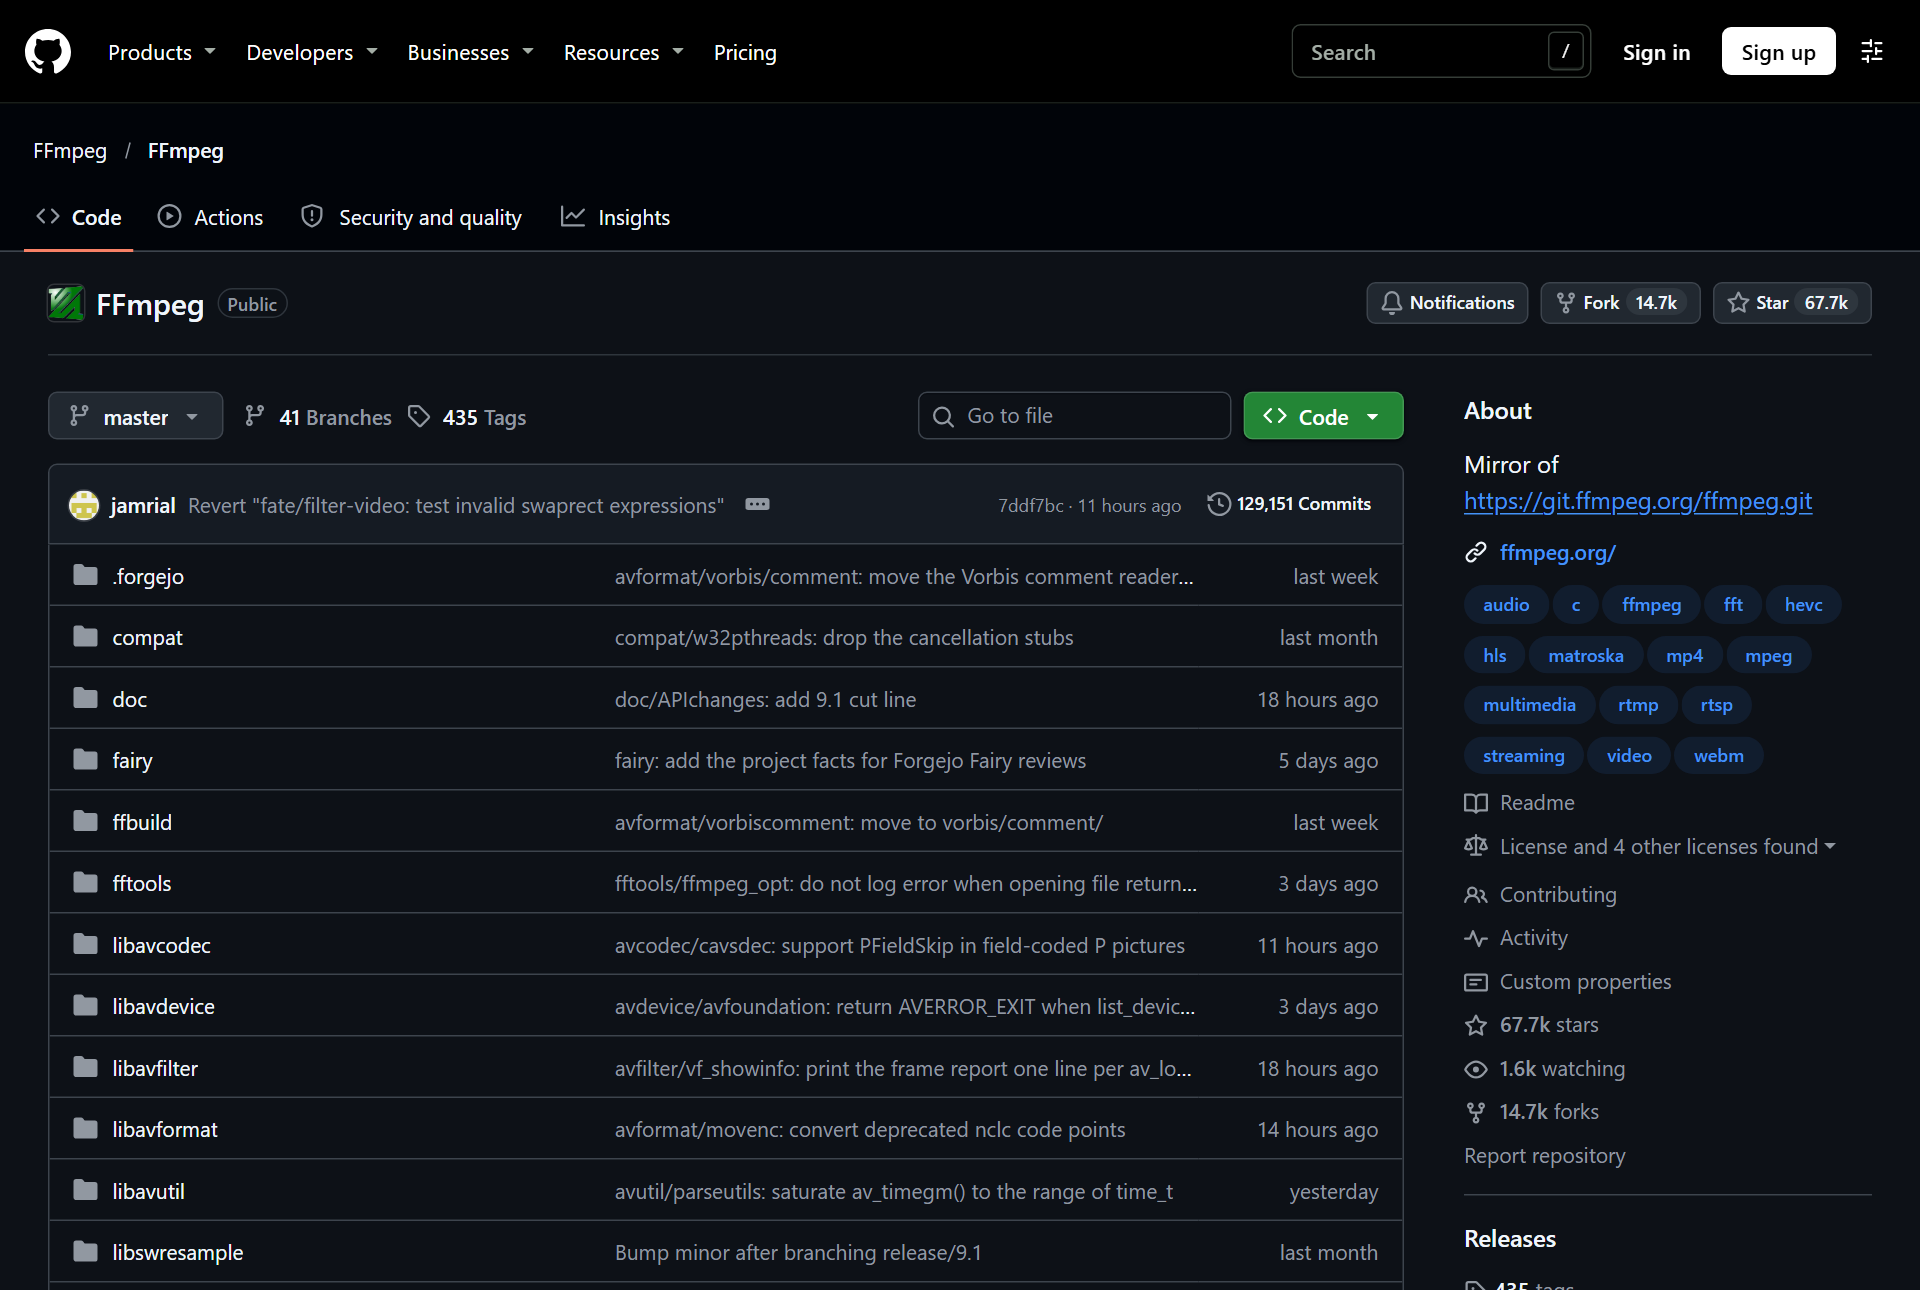 Products Developers Businesses Resources Pricing Search / Sign in Sign up
FFmpeg / FFmpeg
Code Actions Security and quality Insights
FFmpeg Public Notifications Fork 14.7k Star 67.7k
master 41 Branches 435 Tags Go to file Code
jamrial Revert "fate/filter-video: test invalid swaprect expressions" 7ddf7bc · 11 hours ago 129,151 Commits
.forgejo avformat/vorbis/comment: move the Vorbis comment reader... last week
compat compat/w32pthreads: drop the cancellation stubs last month
doc doc/APIchanges: add 9.1 cut line 18 hours ago
fairy fairy: add the project facts for Forgejo Fairy reviews 5 days ago
ffbuild avformat/vorbiscomment: move to vorbis/comment/ last week
fftools fftools/ffmpeg_opt: do not log error when opening file return... 3 days ago
libavcodec avcodec/cavsdec: support PFieldSkip in field-coded P pictures 11 hours ago
libavdevice avdevice/avfoundation: return AVERROR_EXIT when list_devic... 3 days ago
libavfilter avfilter/vf_showinfo: print the frame report one line per av_lo... 18 hours ago
libavformat avformat/movenc: convert deprecated nclc code points 14 hours ago
libavutil avutil/parseutils: saturate av_timegm() to the range of time_t yesterday
libswresample Bump minor after branching release/9.1 last month
About
Mirror of
https://git.ffmpeg.org/ffmpeg.git
ffmpeg.org/
audio c ffmpeg fft hevc
hls matroska mp4 mpeg
multimedia rtmp rtsp
streaming video webm
Readme
License and 4 other licenses found
Contributing
Activity
Custom properties
67.7k stars
1.6k watching
14.7k forks
Report repository
Releases
435 tags